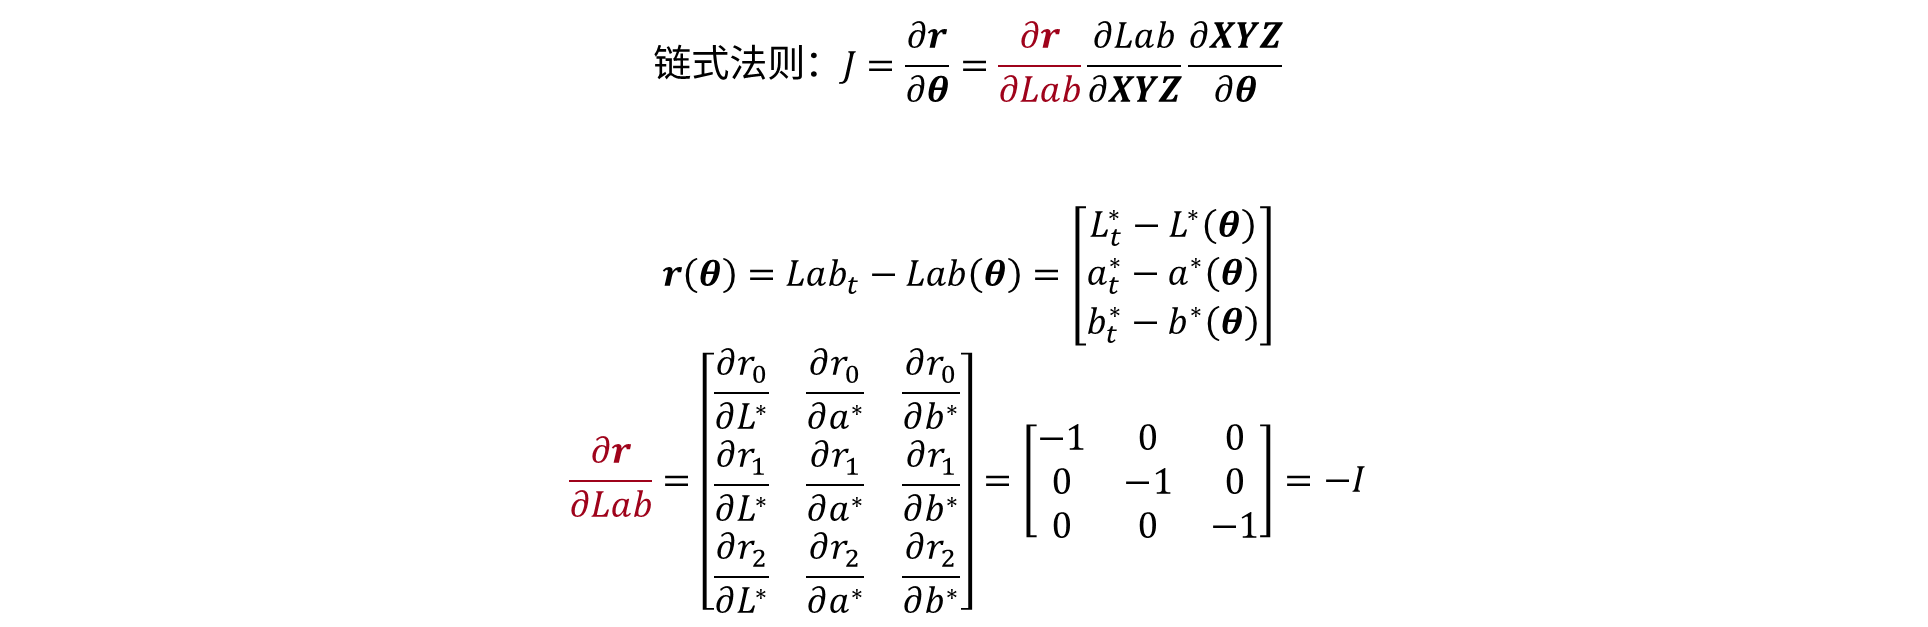 链式法则：J = ∂r/∂θ = ∂r/∂Lab ∂Lab/∂XYZ ∂XYZ/∂θ
r(θ) = Lab_t − Lab(θ) = [L*_t − L*(θ); a*_t − a*(θ); b*_t − b*(θ)]
∂r/∂Lab = [∂r_0/∂L* ∂r_0/∂a* ∂r_0/∂b*; ∂r_1/∂L* ∂r_1/∂a* ∂r_1/∂b*; ∂r_2/∂L* ∂r_2/∂a* ∂r_2/∂b*] = [−1 0 0; 0 −1 0; 0 0 −1] = −I